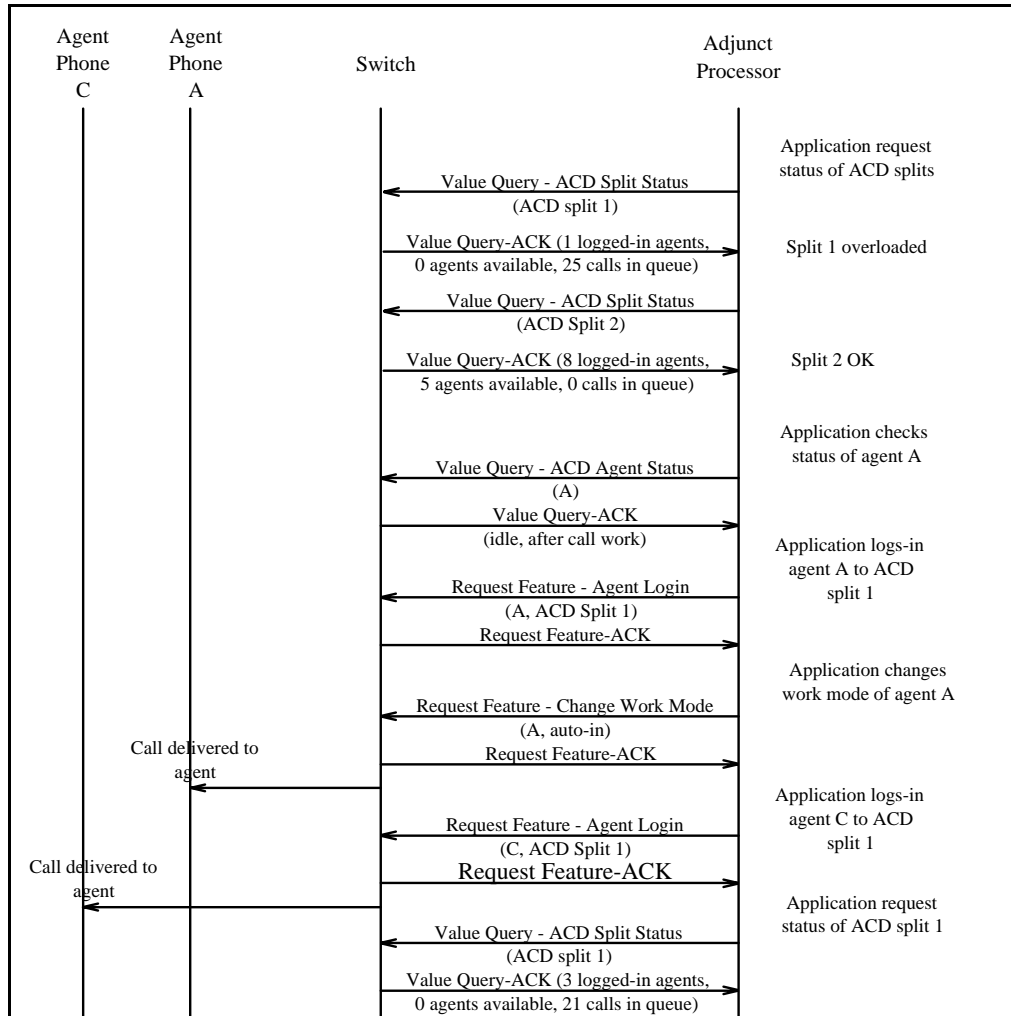 Agent
Phone
C
Agent
Phone
A
Switch
Adjunct
Processor
Application request
status of ACD splits
Value Query - ACD Split Status
(ACD split 1)
Value Query-ACK (1 logged-in agents,
0 agents available, 25 calls in queue)
Split 1 overloaded
Value Query - ACD Split Status
(ACD Split 2)
Value Query-ACK (8 logged-in agents,
5 agents available, 0 calls in queue)
Split 2 OK
Application checks
status of agent A
Value Query - ACD Agent Status
(A)
Value Query-ACK
(idle, after call work)
Application logs-in
agent A to ACD
split 1
Request Feature - Agent Login
(A, ACD Split 1)
Request Feature-ACK
Application changes
work mode of agent A
Request Feature - Change Work Mode
(A, auto-in)
Request Feature-ACK
Call delivered to
agent
Application logs-in
agent C to ACD
split 1
Request Feature - Agent Login
(C, ACD Split 1)
Request Feature-ACK
Call delivered to
agent
Application request
status of ACD split 1
Value Query - ACD Split Status
(ACD split 1)
Value Query-ACK (3 logged-in agents,
0 agents available, 21 calls in queue)